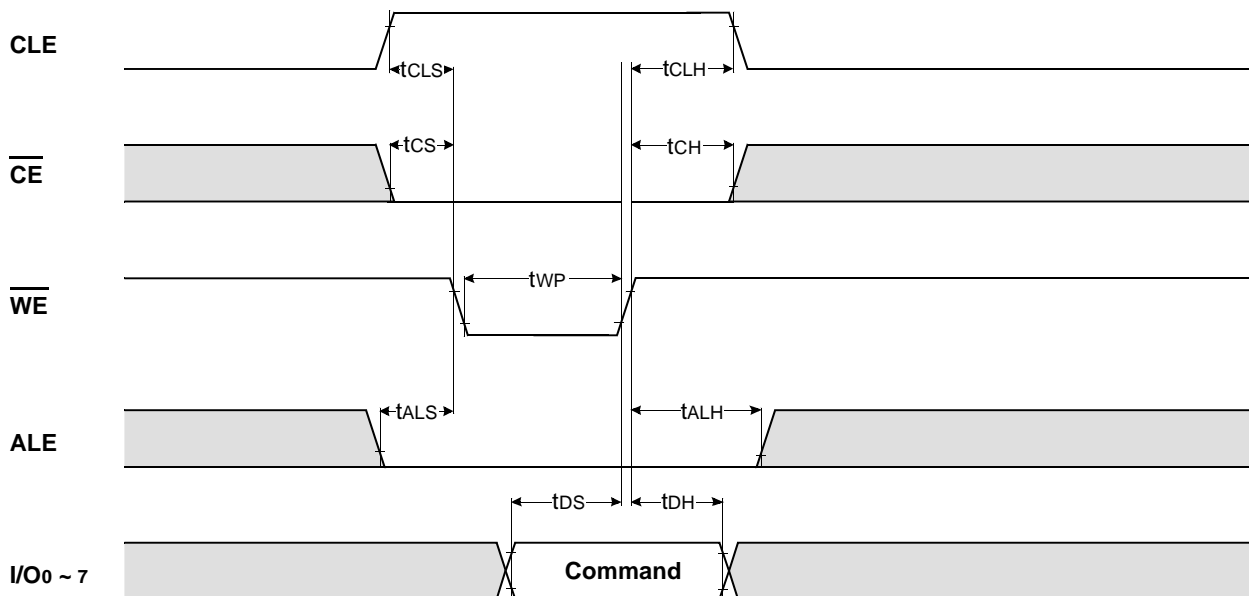 CLE
tCLS
tCLH
CE
tCS
tCH
WE
tWP
ALE
tALS
tALH
tDS
tDH
I/O0 ~ 7
Command